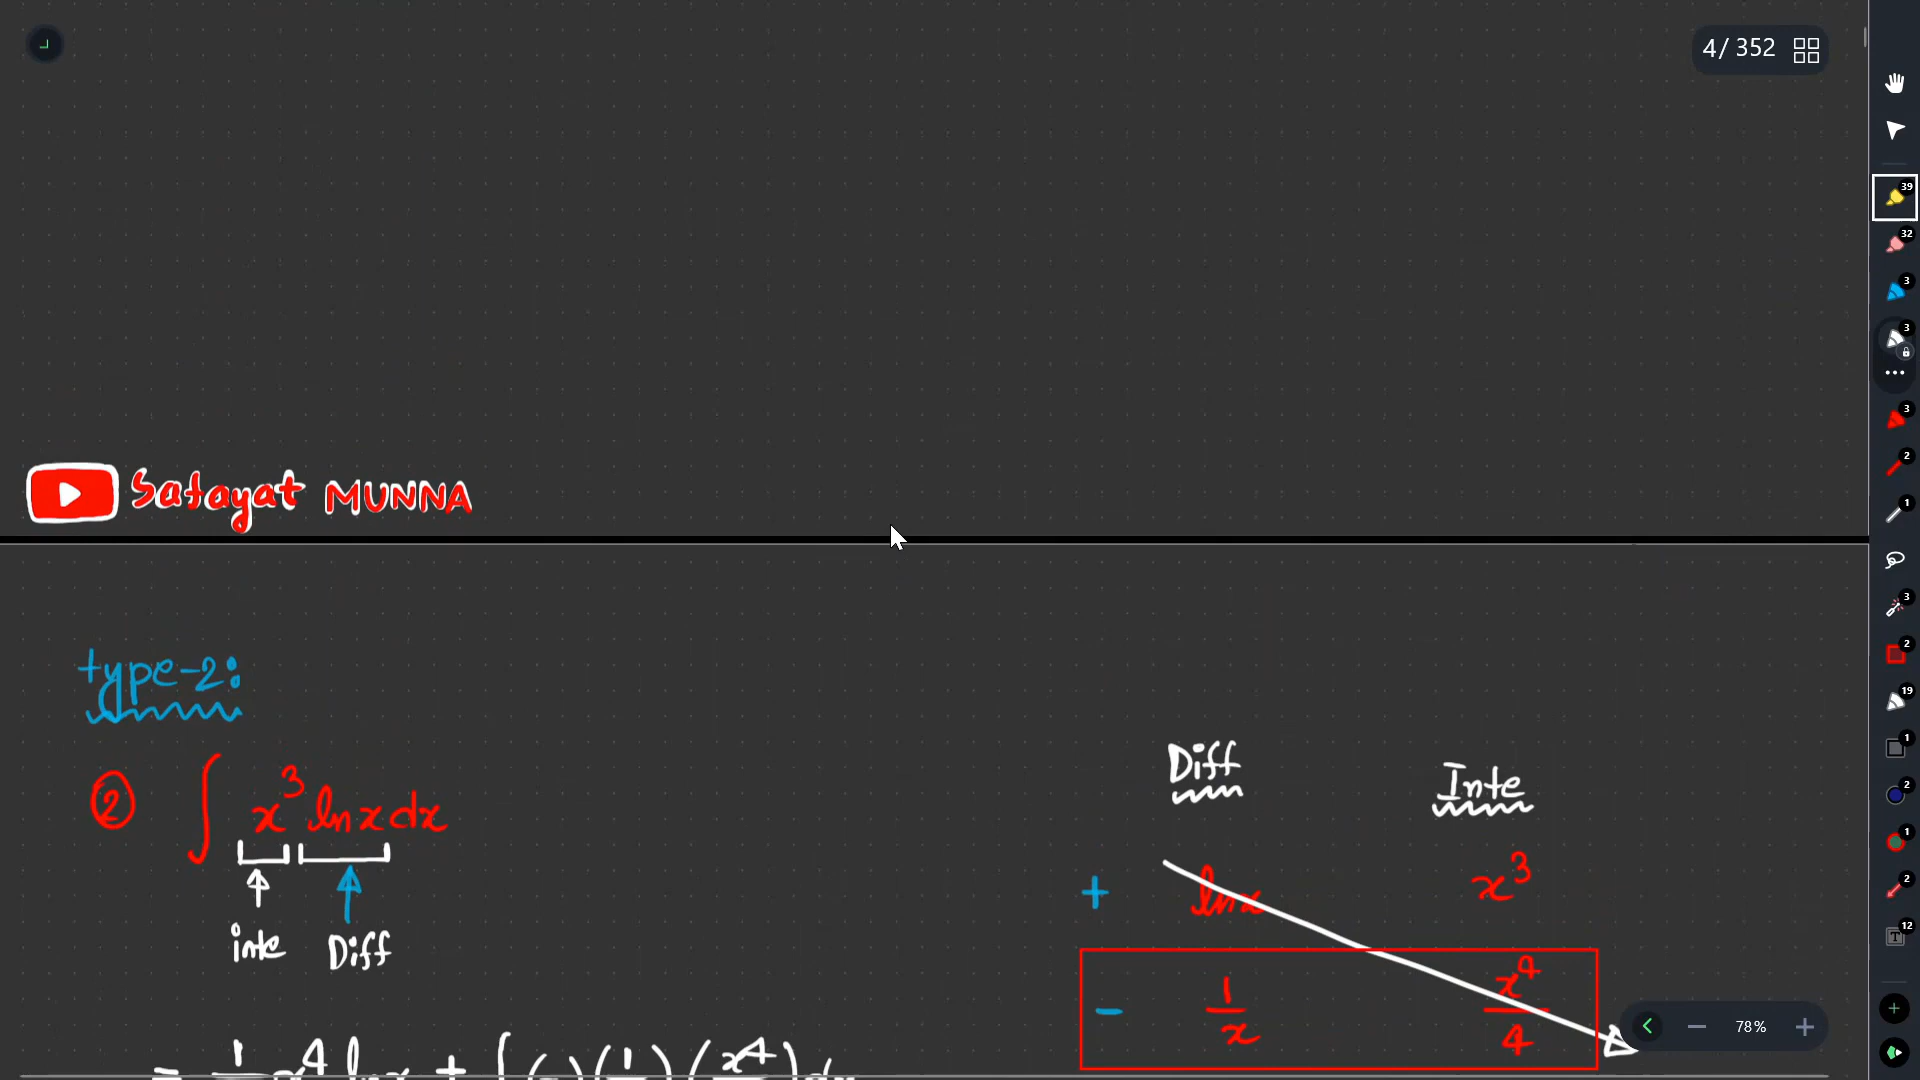 4/ 352
Safayat MUNNA
type-2:
② ∫ x³ lnx dx
inte Diff
Diff Inte
+ lnx x³
- 1/x x⁴/4
78%